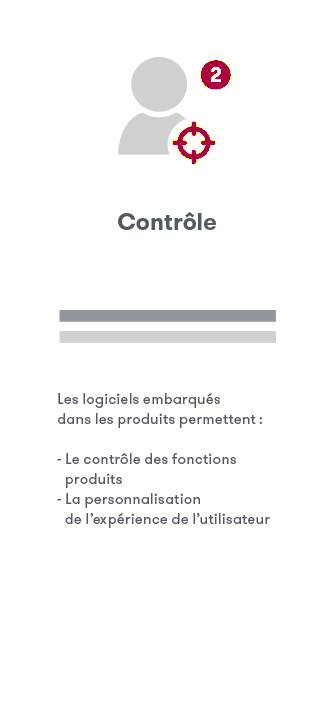 2
Contrôle
Les logiciels embarqués
dans les produits permettent :
- Le contrôle des fonctions
produits
- La personnalisation
de l’expérience de l’utilisateur